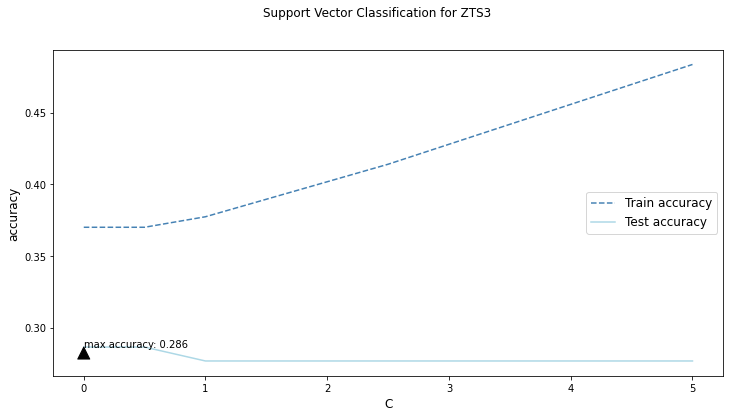 Support Vector Classification for ZTS3
accuracy
0.45
0.40
0.35
0.30
Train accuracy
Test accuracy
max accuracy: 0.286
0 1 2 3 4 5
C